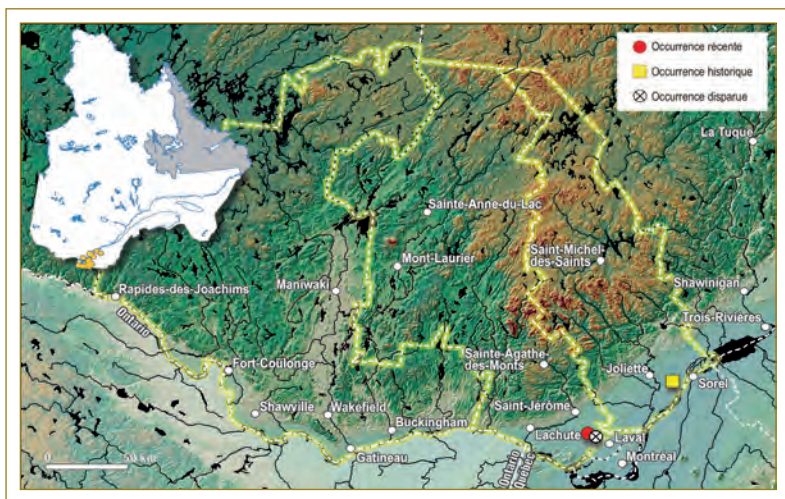 Occurrence récente
Occurrence historique
Occurrence disparue
La Tuque
Sainte-Anne-du-Lac
Saint-Michel-
des-Saints
Mont-Laurier
Maniwaki
Rapides-des-Joachims
Shawinigan
Ontario
Trois-Rivières
Fort-Coulonge
Sainte-Agathe-
des-Monts
Joliette
Sorel
Shawville
Wakefield
Saint-Jérôme
Buckingham
Lachute
Laval
Gatineau
Montréal
Ontario
Québec
0 50 km